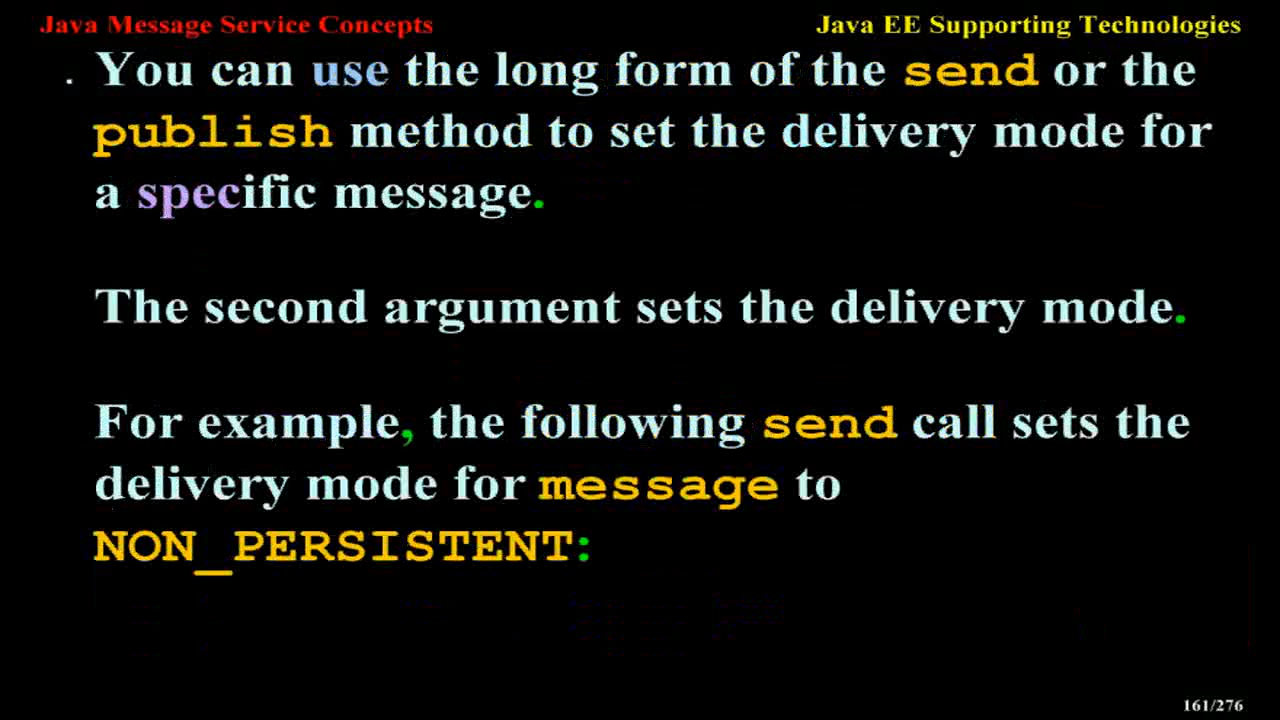 Java Message Service Concepts
Java EE Supporting Technologies
. You can use the long form of the send or the
publish method to set the delivery mode for
a specific message.
The second argument sets the delivery mode.
For example, the following send call sets the
delivery mode for message to
NON_PERSISTENT:
161/276